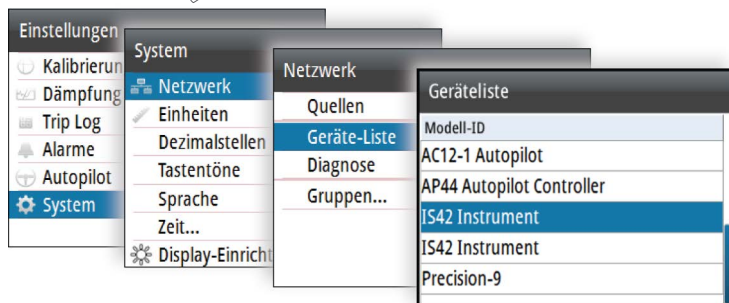 Einstellungen
Kalibrierun
Dämpfung
Trip Log
Alarme
Autopilot
System
System
Netzwerk
Einheiten
Dezimalstellen
Tastentöne
Sprache
Zeit...
Display-Einricht
Netzwerk
Quellen
Geräte-Liste
Diagnose
Gruppen...
Geräteliste
Modell-ID
AC12-1 Autopilot
AP44 Autopilot Controller
IS42 Instrument
IS42 Instrument
Precision-9